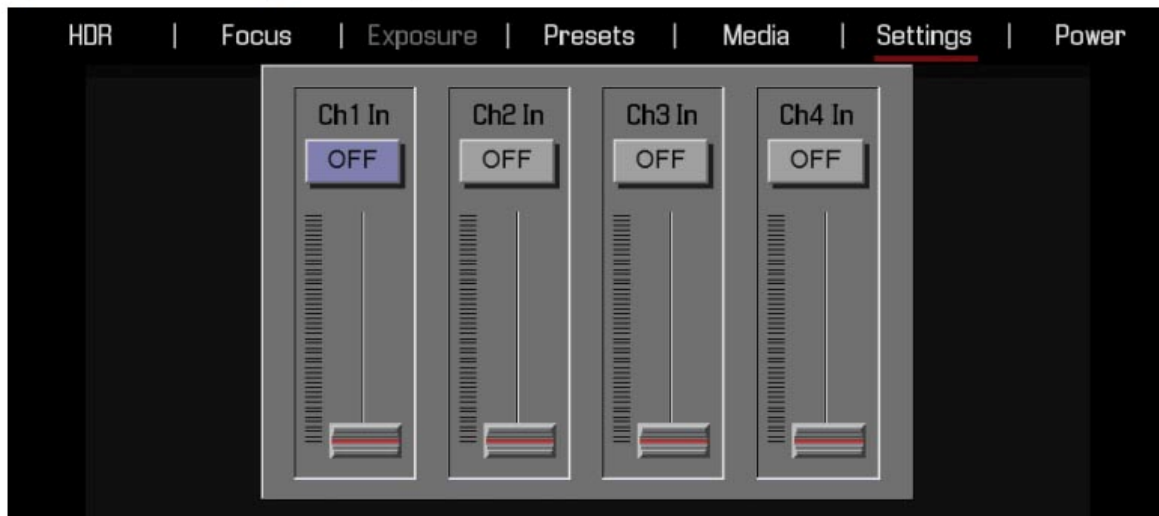 HDR | Focus | Exposure | Presets | Media | Settings | Power
Ch1 In Ch2 In Ch3 In Ch4 In
OFF OFF OFF OFF